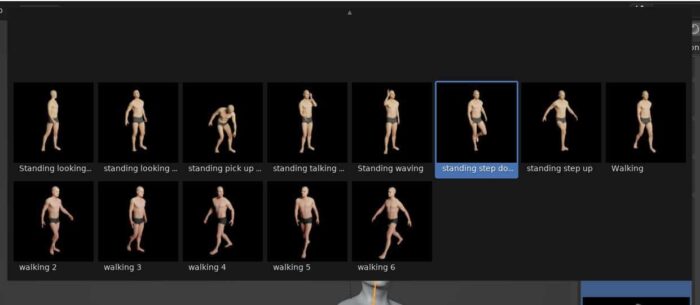 Standing looking...
standing looking ...
standing pick up ...
standing talking ...
Standing waving
standing step do...
standing step up
Walking
walking 2
walking 3
walking 4
walking 5
walking 6